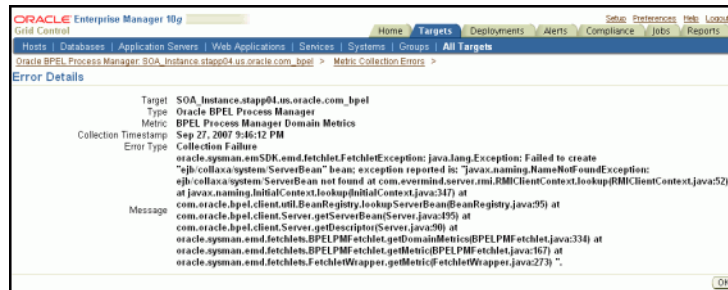 ORACLE Enterprise Manager 10g
Grid Control
Setup Preferences Help Logout
Home Targets Deployments Alerts Compliance Jobs Reports
Hosts | Databases | Application Servers | Web Applications | Services | Systems | Groups | All Targets
Oracle BPEL Process Manager: SOA_Instance.stapp04.us.oracle.com_bpel > Metric Collection Errors >
Error Details
Target SOA_Instance.stapp04.us.oracle.com_bpel
Type Oracle BPEL Process Manager
Metric BPEL Process Manager Domain Metrics
Collection Timestamp Sep 27, 2007 9:46:12 PM
Error Type Collection Failure
Message oracle.sysman.emSDK.emd.fetchlet.FetchletException: java.lang.Exception: Failed to create
"ejb/collaxa/system/ServerBean" bean; exception reported is: "javax.naming.NameNotFoundException:
ejb/collaxa/system/ServerBean not found at com.evermind.server.rmi.RMIClientContext.lookup(RMIClientContext.java:52)
at javax.naming.InitialContext.lookup(InitialContext.java:347) at
com.oracle.bpel.client.util.BeanRegistry.lookupServerBean(BeanRegistry.java:95) at
com.oracle.bpel.client.Server.getServerBean(Server.java:495) at
com.oracle.bpel.client.Server.getDescriptor(Server.java:90) at
oracle.sysman.emd.fetchlets.BPELPMFetchlet.getDomainMetrics(BPELPMFetchlet.java:334) at
oracle.sysman.emd.fetchlets.BPELPMFetchlet.getMetric(BPELPMFetchlet.java:167) at
oracle.sysman.emd.fetchlets.FetchletWrapper.getMetric(FetchletWrapper.java:273) ".
OK